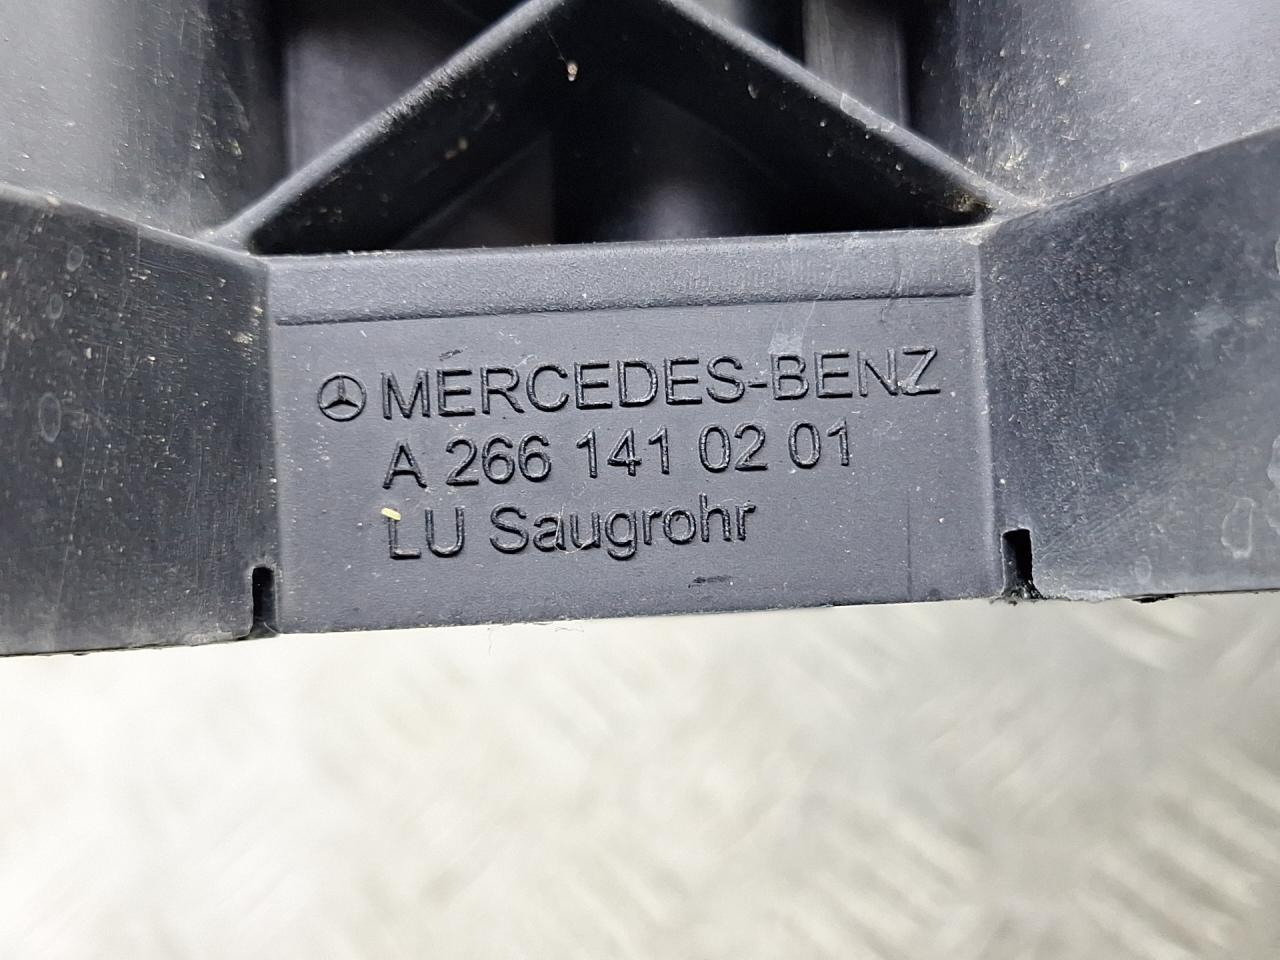 MERCEDES-BENZ
A 266 141 02 01
LU Saugrohr